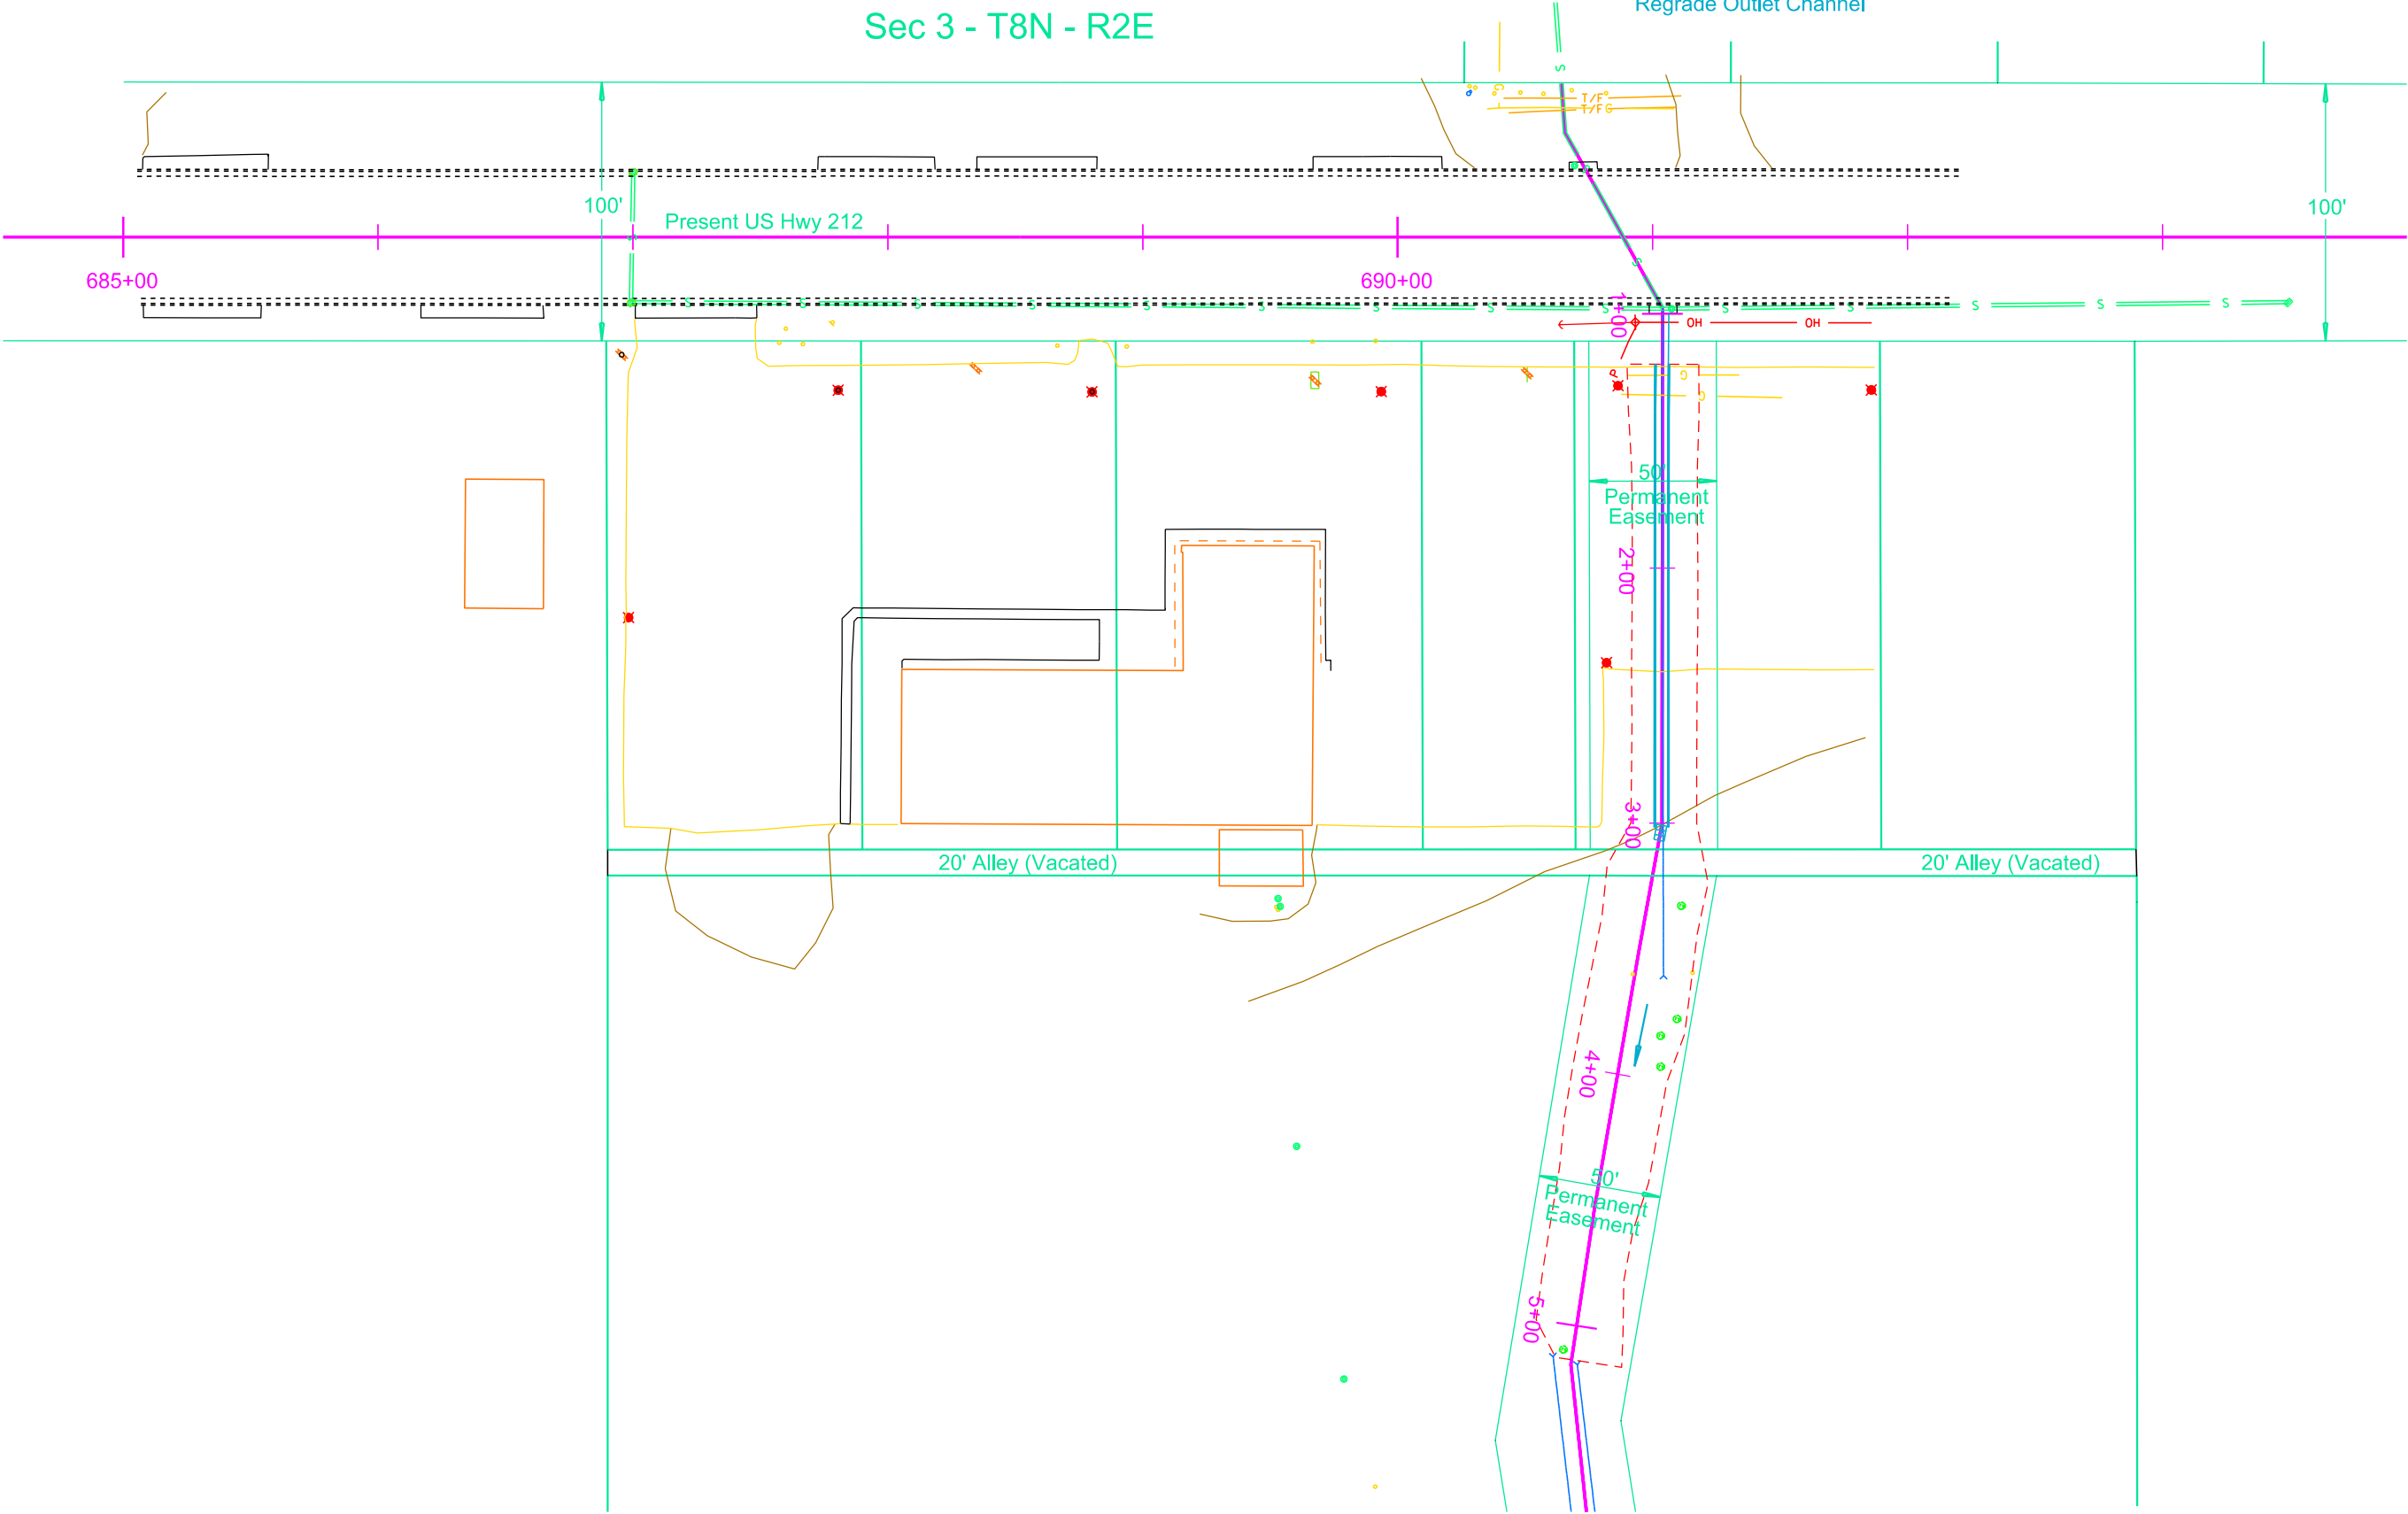 Regrade Outlet Channel
Sec 3 - T8N - R2E
S
G
T/F
T/FG
S
100'
100'
Present US Hwy 212
S
685+00
690+00
1+00
S S S S S S S S S S S S S S
OH OH
P
G
G
50'
Permanent
Easement
2+00
3+00
20' Alley (Vacated)
20' Alley (Vacated)
4+00
50'
Permanent
Easement
5+00